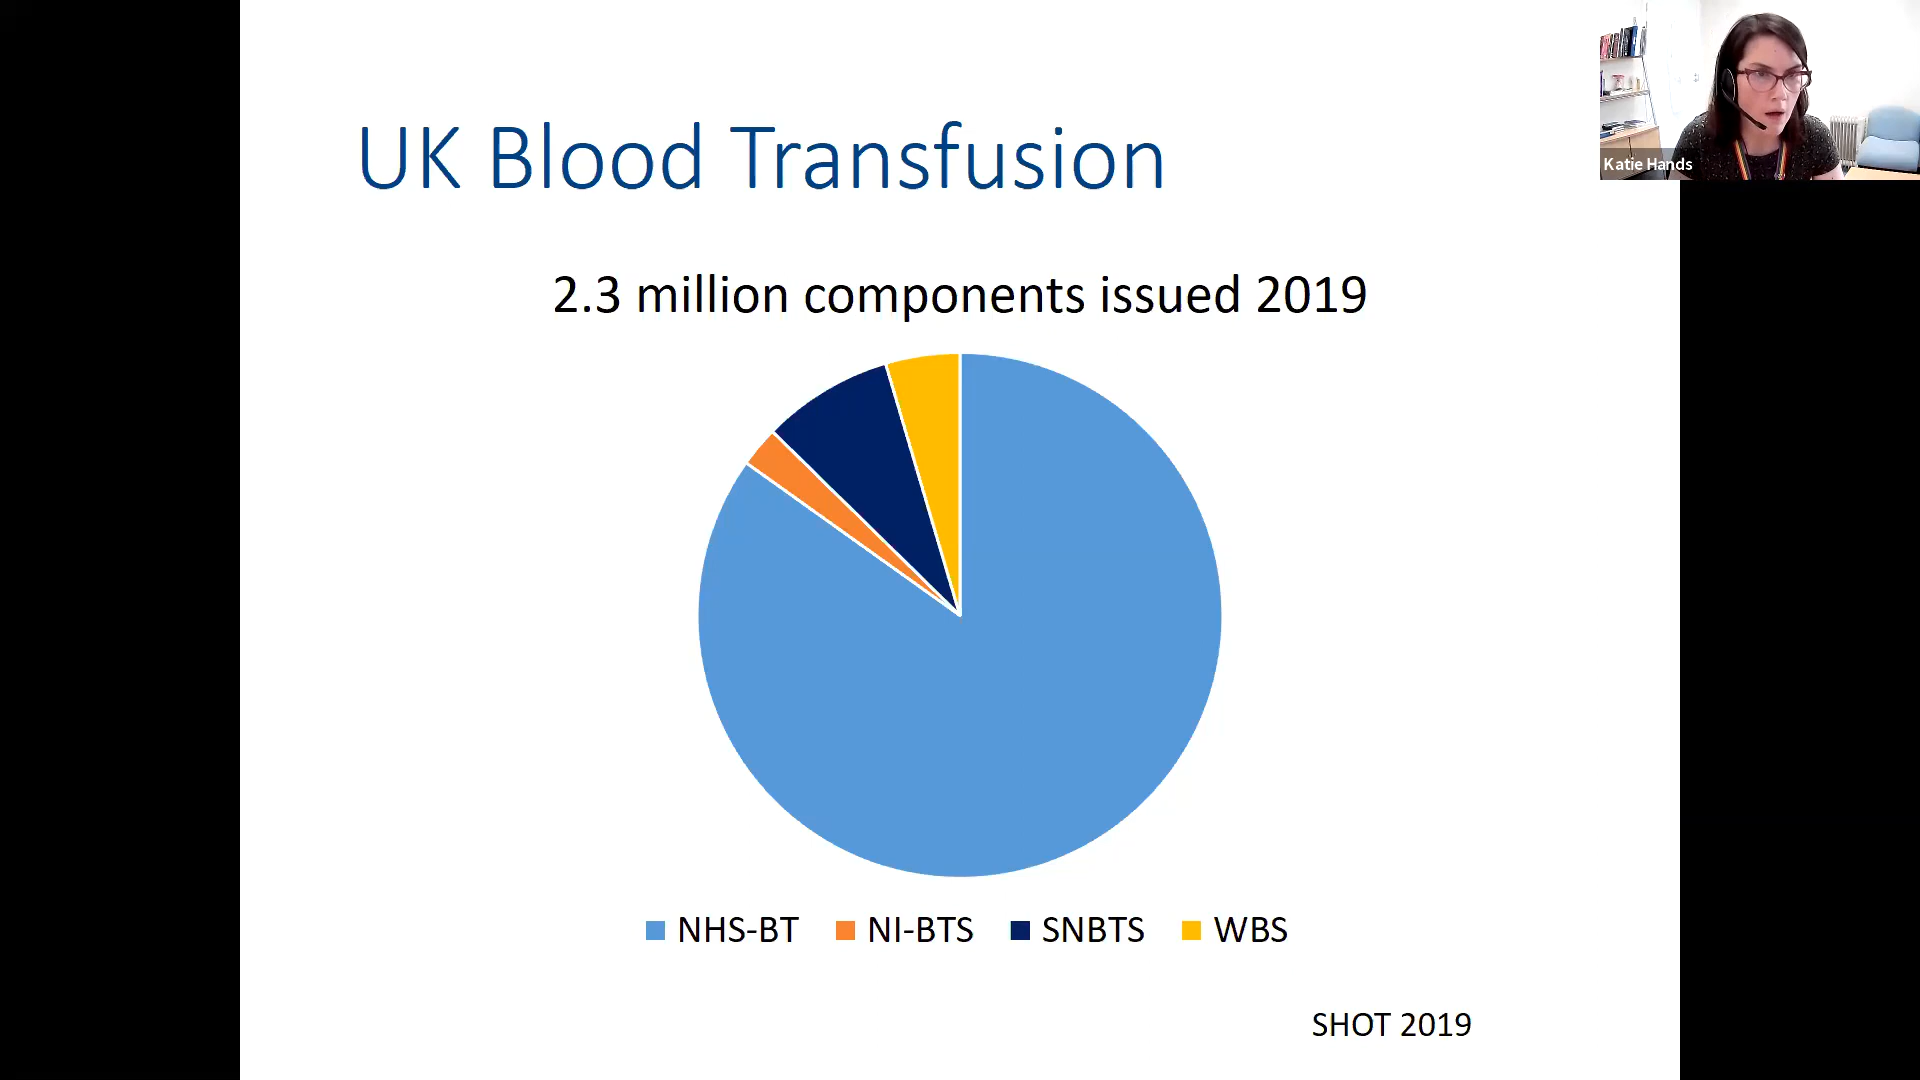 UK Blood Transfusion
Katie Hands
2.3 million components issued 2019
NHS-BT NI-BTS SNBTS WBS
SHOT 2019